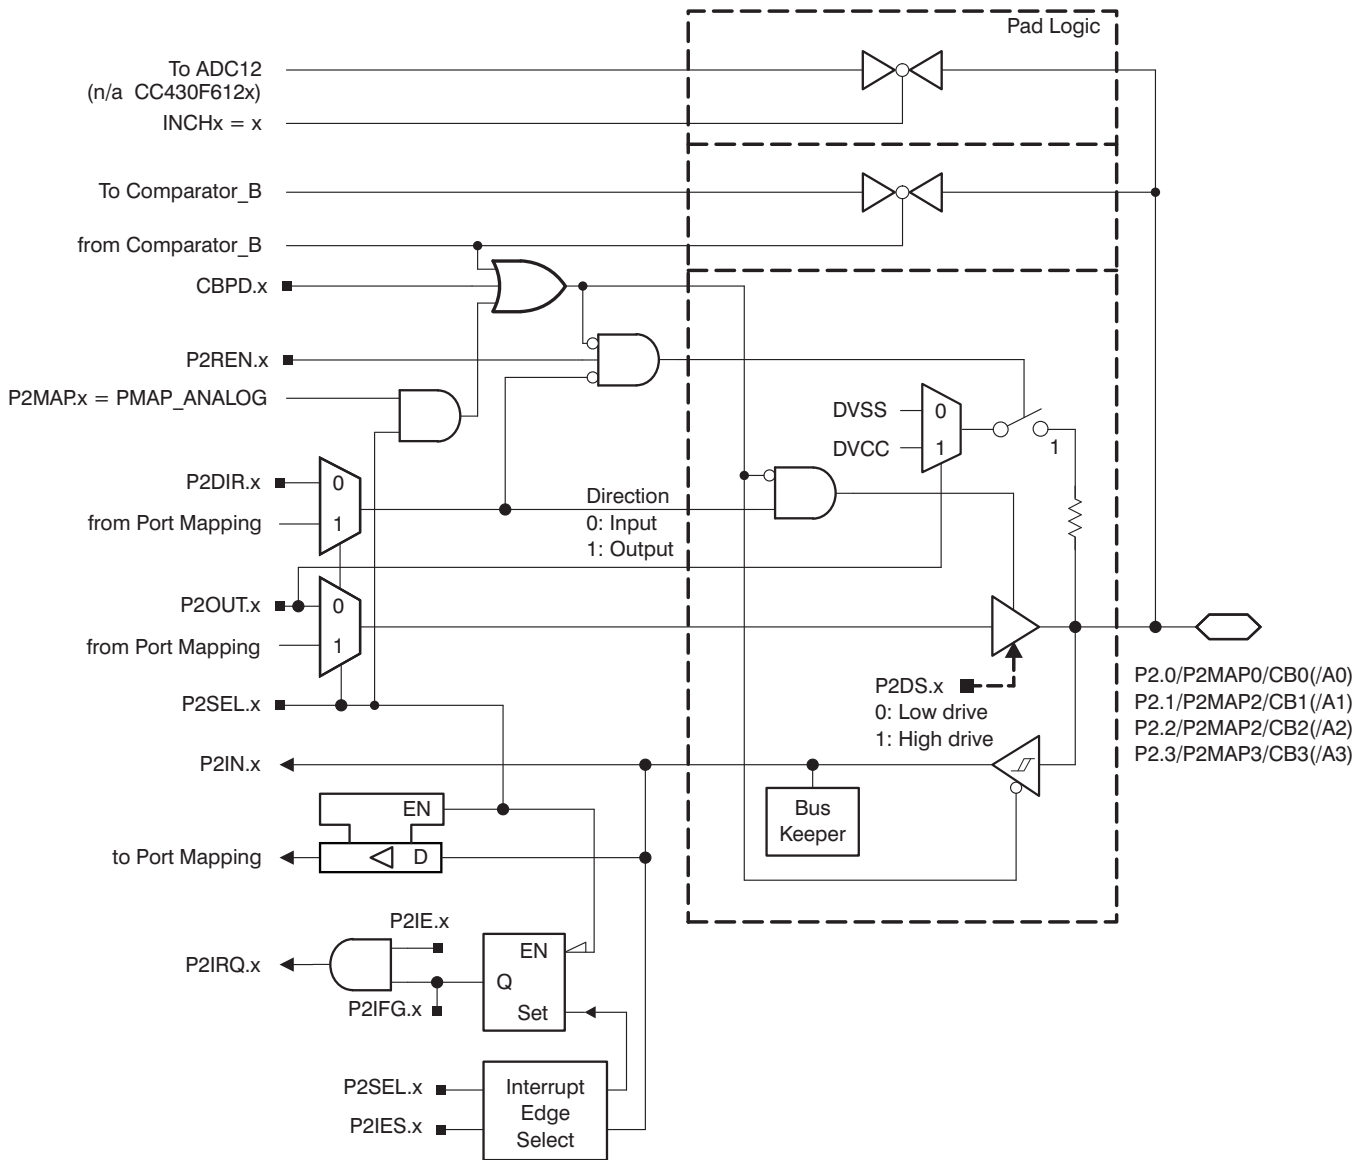 Pad Logic
To ADC12
(n/a CC430F612x)
INCHx = x
To Comparator_B
from Comparator_B
CBPD.x
P2REN.x
P2MAP.x = PMAP_ANALOG
DVSS
0
DVCC
1
1
P2DIR.x
0
from Port Mapping
1
Direction
0: Input
1: Output
P2OUT.x
0
from Port Mapping
1
P2SEL.x
P2DS.x
0: Low drive
1: High drive
P2.0/P2MAP0/CB0(/A0)
P2.1/P2MAP2/CB1(/A1)
P2.2/P2MAP2/CB2(/A2)
P2.3/P2MAP3/CB3(/A3)
P2IN.x
Bus
Keeper
EN
to Port Mapping
D
P2IE.x
P2IRQ.x
EN
Q
P2IFG.x
Set
P2SEL.x
P2IES.x
Interrupt
Edge
Select